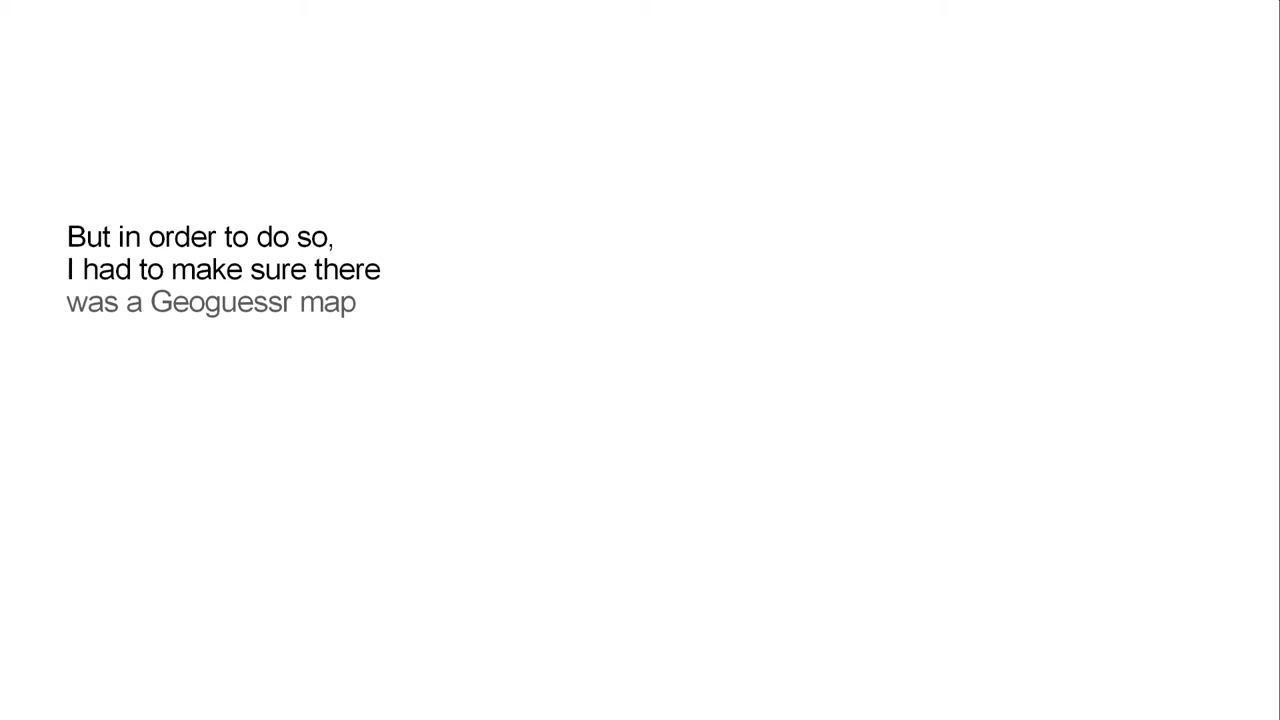 But in order to do so,
I had to make sure there
was a Geoguessr map